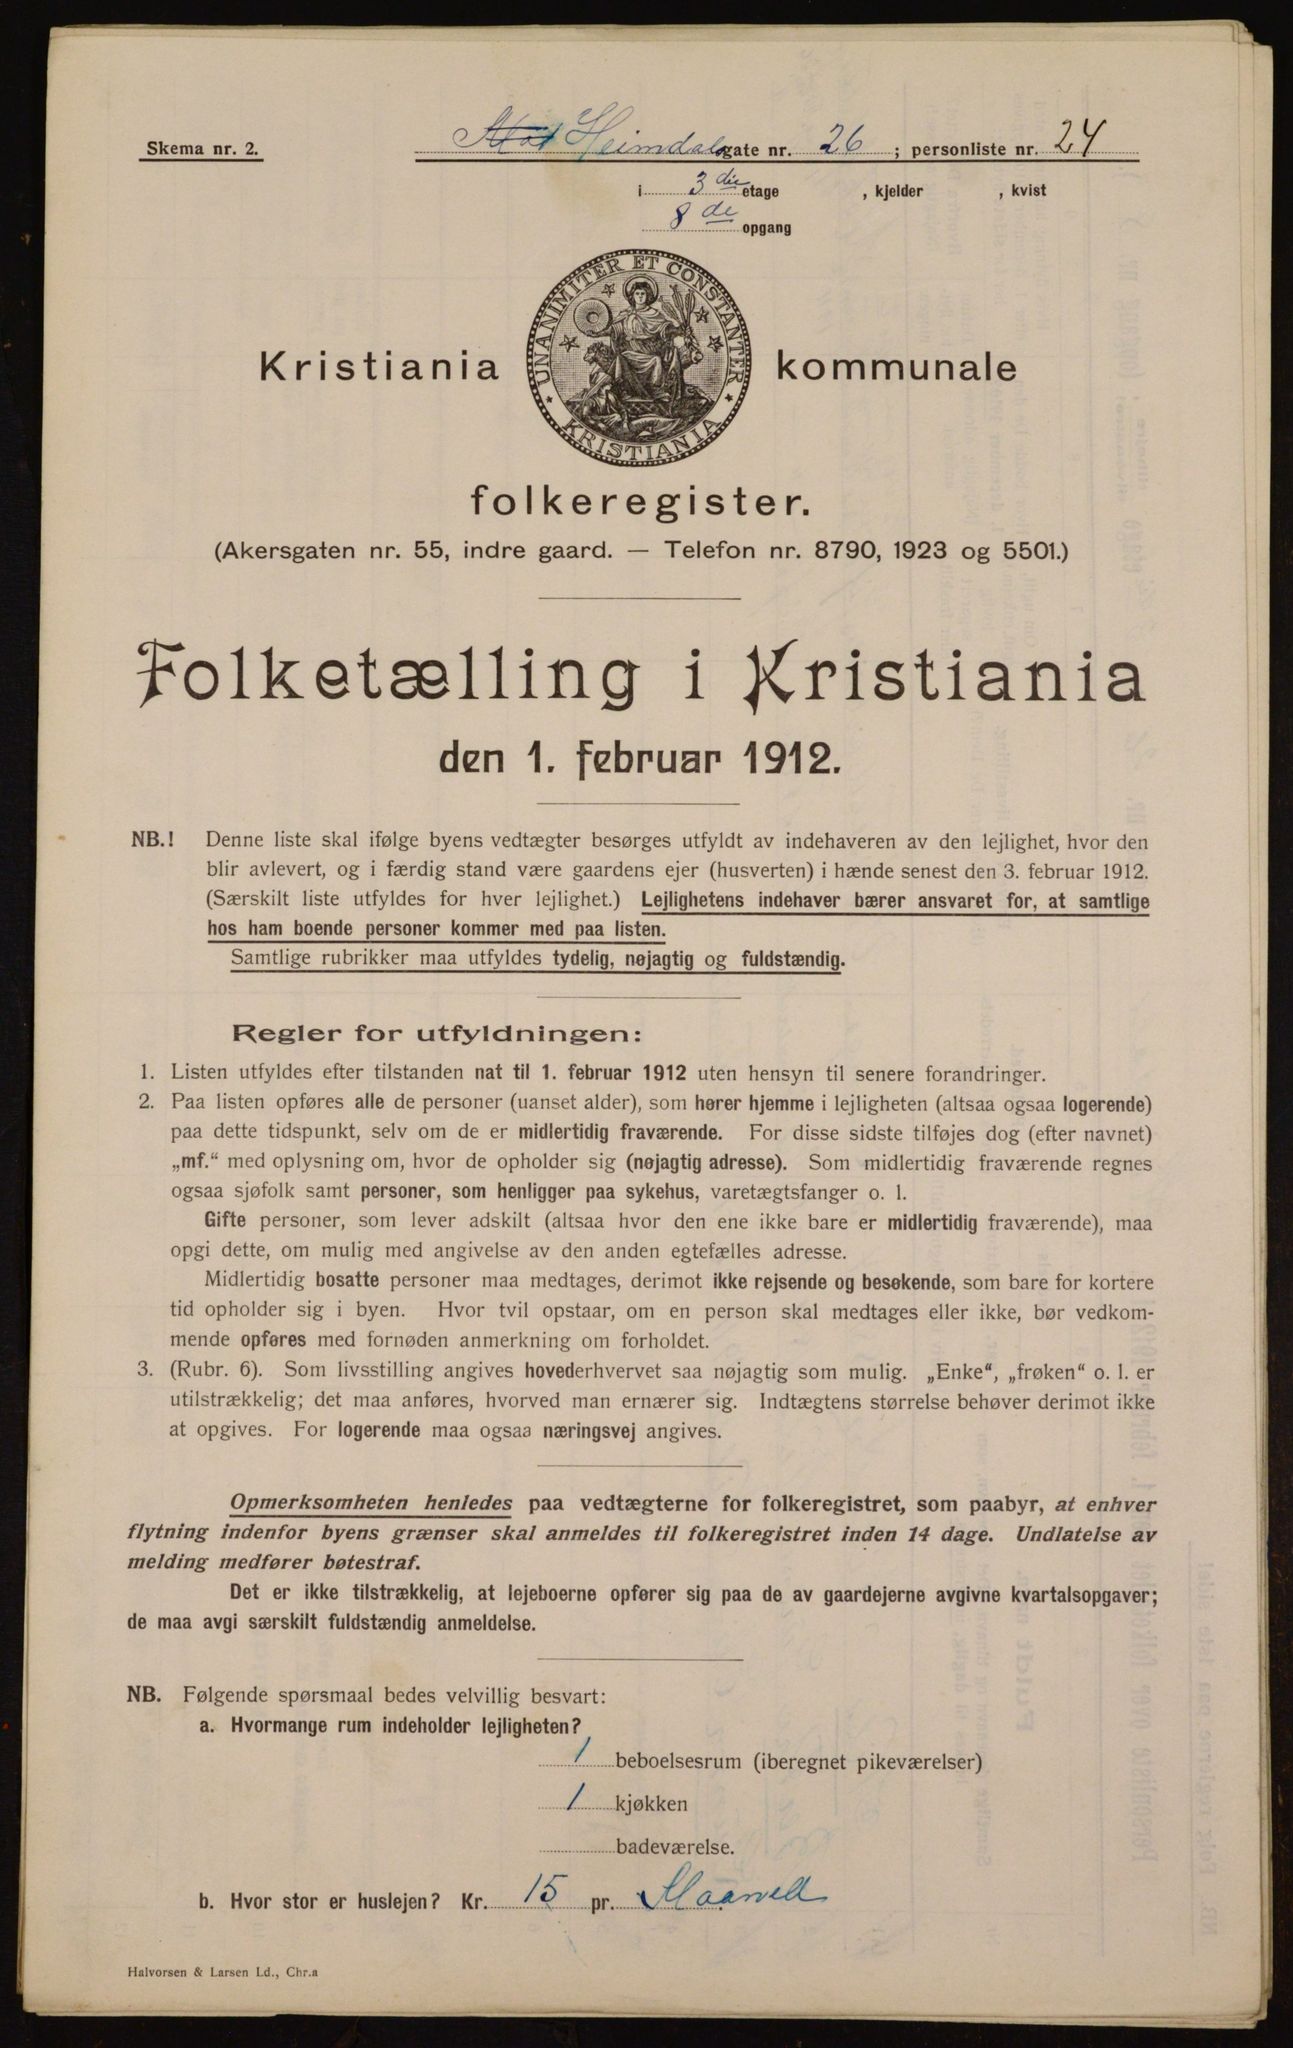 Skema nr. 2. Heimdalsgate nr. 26; personliste nr. 24
i 3die etage , kjelder , kvist
8de opgang
UNANIMITER ET CONSTANTER
KRISTIANIA
Kristiania kommunale
folkeregister.
(Akersgaten nr. 55, indre gaard. — Telefon nr. 8790, 1923 og 5501.)
Folketælling i Kristiania
den 1. februar 1912.
NB.! Denne liste skal ifølge byens vedtægter besørges utfyldt av indehaveren av den lejlighet, hvor den
blir avlevert, og i færdig stand være gaardens ejer (husverten) i hænde senest den 3. februar 1912.
(Særskilt liste utfyldes for hver lejlighet.) Lejlighetens indehaver bærer ansvaret for, at samtlige
hos ham boende personer kommer med paa listen.
Samtlige rubrikker maa utfyldes tydelig, nøjagtig og fuldstændig.
Regler for utfyldningen:
1. Listen utfyldes efter tilstanden nat til 1. februar 1912 uten hensyn til senere forandringer.
2. Paa listen opføres alle de personer (uanset alder), som hører hjemme i lejligheten (altsaa ogsaa logerende)
paa dette tidspunkt, selv om de er midlertidig fraværende. For disse sidste tilføjes dog (efter navnet)
„mf.“ med oplysning om, hvor de opholder sig (nøjagtig adresse). Som midlertidig fraværende regnes
ogsaa sjøfolk samt personer, som henligger paa sykehus, varetægtsfanger o. l.
Gifte personer, som lever adskilt (altsaa hvor den ene ikke bare er midlertidig fraværende), maa
opgi dette, om mulig med angivelse av den anden egtefælles adresse.
Midlertidig bosatte personer maa medtages, derimot ikke rejsende og besøkende, som bare for kortere
tid opholder sig i byen. Hvor tvil opstaar, om en person skal medtages eller ikke, bør vedkom-
mende opføres med fornøden anmerkning om forholdet.
3. (Rubr. 6). Som livsstilling angives hovederhvervet saa nøjagtig som mulig. „Enke“, „frøken“ o. l. er
utilstrækkelig; det maa anføres, hvorved man ernærer sig. Indtægtens størrelse behøver derimot ikke
at opgives. For logerende maa ogsaa næringsvej angives.
Opmerksomheten henledes paa vedtægterne for folkeregistret, som paabyr, at enhver
flytning indenfor byens grænser skal anmeldes til folkeregistret inden 14 dage. Undlatelse av
melding medfører bøtestraf.
Det er ikke tilstrækkelig, at lejeboerne opfører sig paa de av gaardejerne avgivne kvartalsopgaver;
de maa avgi særskilt fuldstændig anmeldelse.
NB. Følgende spørsmaal bedes velvillig besvart:
a. Hvormange rum indeholder lejligheten?
1 beboelsesrum (iberegnet pikeværelser)
1 kjøkken
badeværelse.
b. Hvor stor er huslejen? Kr. 15 pr. Maaned
Halvorsen & Larsen Ld., Chr.a